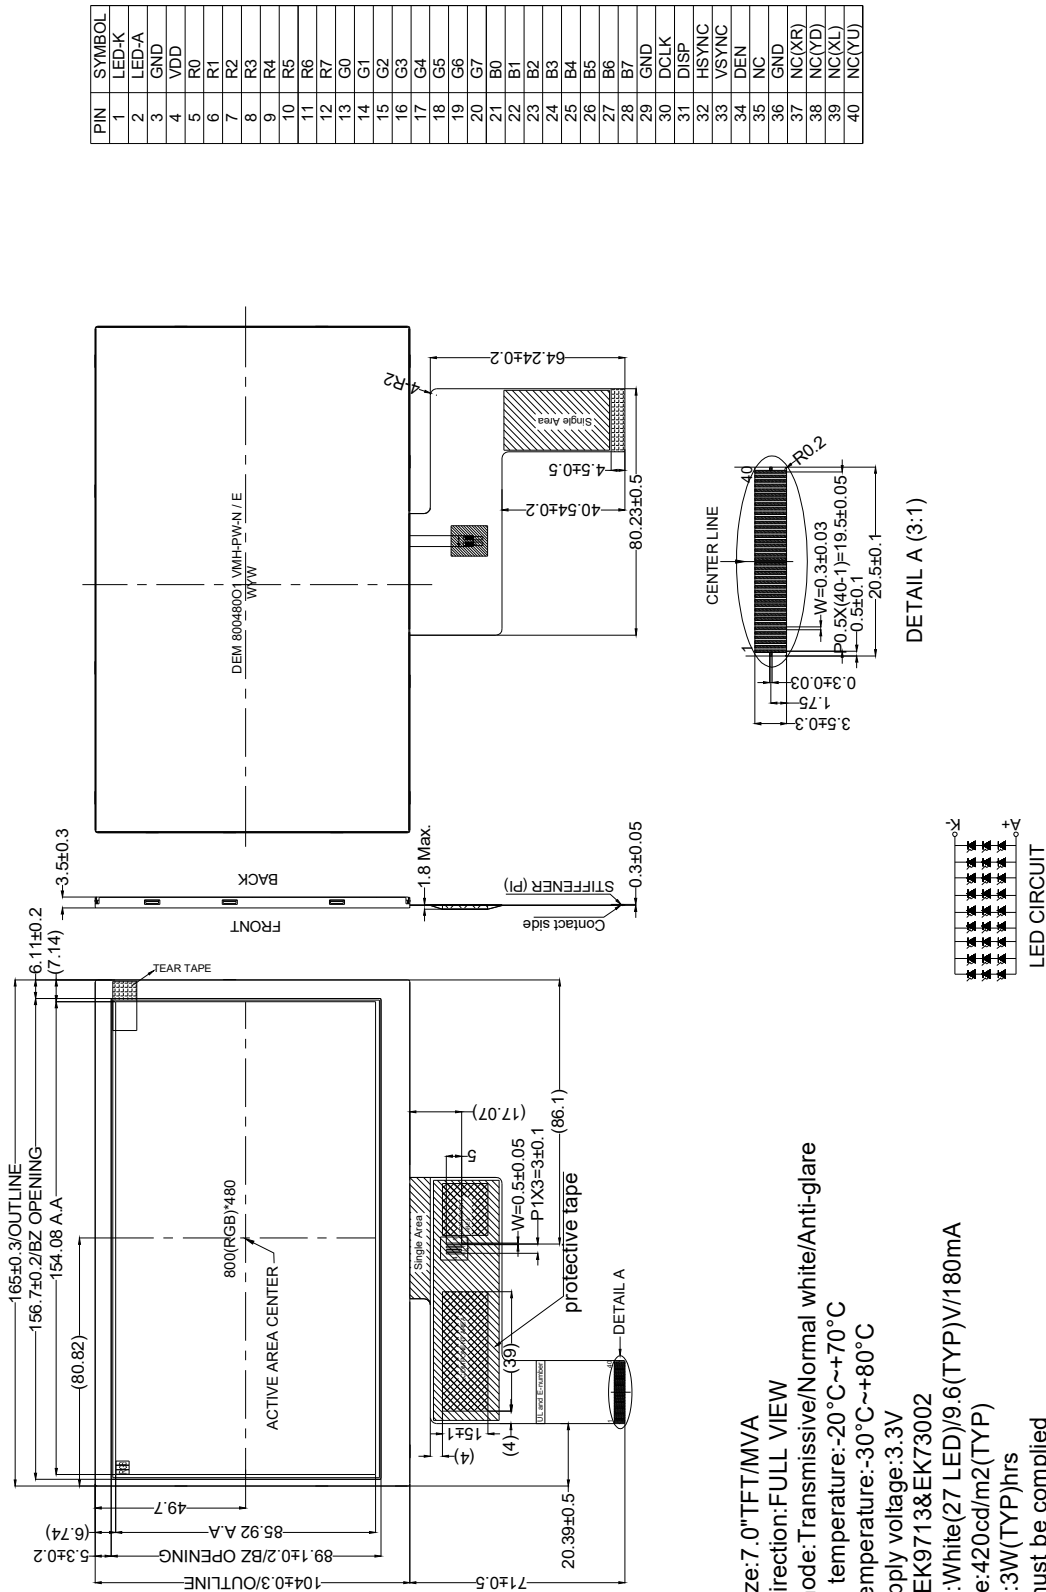 PIN SYMBOL
1 LED-K
2 LED-A
3 GND
4 VDD
5 R0
6 R1
7 R2
8 R3
9 R4
10 R5
11 R6
12 R7
13 G0
14 G1
15 G2
16 G3
17 G4
18 G5
19 G6
20 G7
21 B0
22 B1
23 B2
24 B3
25 B4
26 B5
27 B6
28 B7
29 GND
30 DCLK
31 DISP
32 HSYNC
33 VSYNC
34 DEN
35 NC
36 GND
37 NC(XR)
38 NC(YD)
39 NC(XL)
40 NC(YU)
DEM 800480O1 VMH-PW-N / E
WYW
4-R2
64.24±0.2
Single Area
4.5±0.5
40.54±0.2
80.23±0.5
CENTER LINE
1
40
R0.2
W=0.3±0.03
P0.5X(40-1)=19.5±0.05
0.5±0.1
20.5±0.1
0.3±0.03
1.75
3.5±0.3
DETAIL A (3:1)
3.5±0.3
BACK
FRONT
1.8 Max.
STIFFENER (PI)
Contact side
0.3±0.05
K-
A+
LED CIRCUIT
165±0.3/OUTLINE
156.7±0.2/BZ OPENING
154.08 A.A
(80.82)
6.11±0.2
(7.14)
TEAR TAPE
800(RGB)*480
ACTIVE AREA CENTER
49.7
(6.74)
5.3±0.2
85.92 A.A
89.1±0.2/BZ OPENING
104±0.3/OUTLINE
71±0.5
Single Area
(17.07)
5
W=0.5±0.05
P1X3=3±0.1
(86.1)
protective tape
(39)
15±1
(4)
(4)
UL and E-number
1
40
DETAIL A
20.39±0.5
ze:7.0"TFT/MVA
irection:FULL VIEW
ode:Transmissive/Normal white/Anti-glare
temperature:-20°C~+70°C
emperature:-30°C~+80°C
pply voltage:3.3V
EK9713&EK73002
:White(27 LED)/9.6(TYP)V/180mA
e:420cd/m2(TYP)
:3W(TYP)hrs
nust be complied